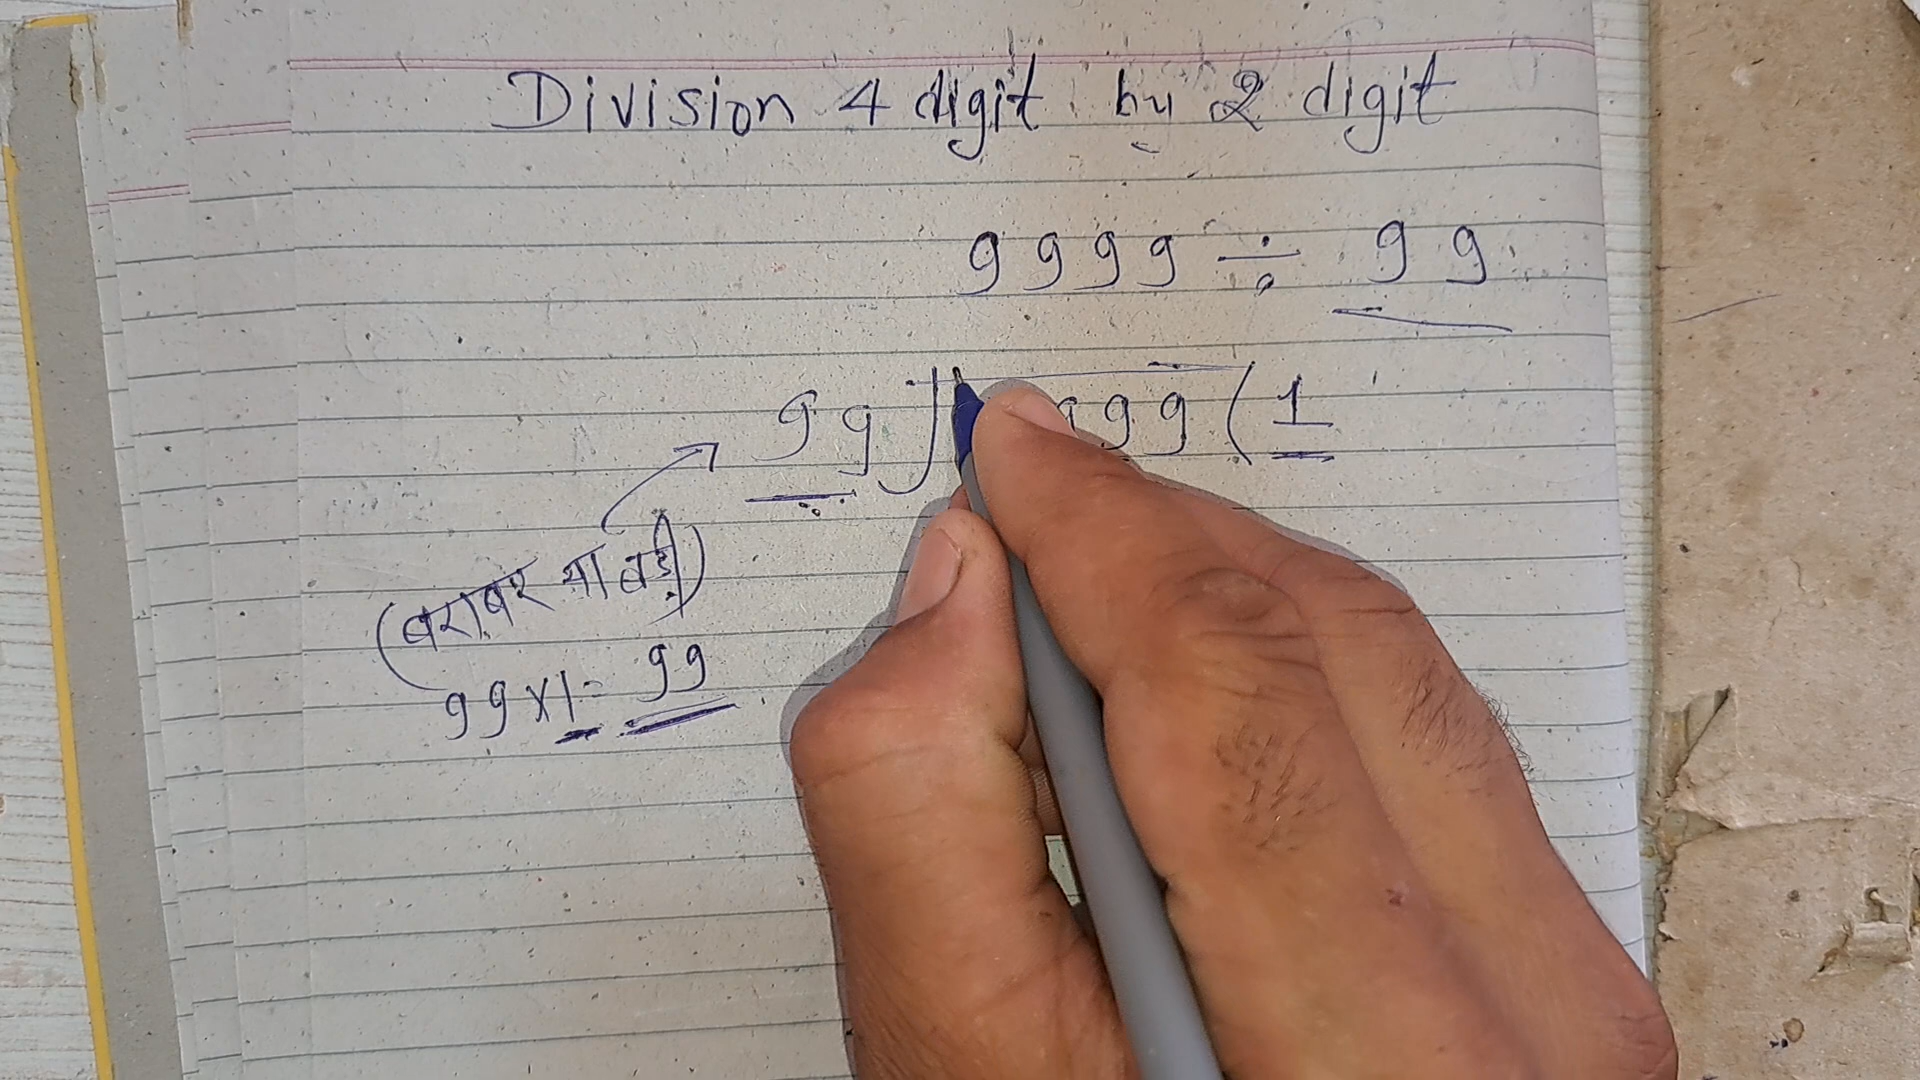 Division 4 digit by 2 digit
9999 ÷ 99
99 ) 999 ( 1
(बराबर या बड़ी)
99 x 1 = 99